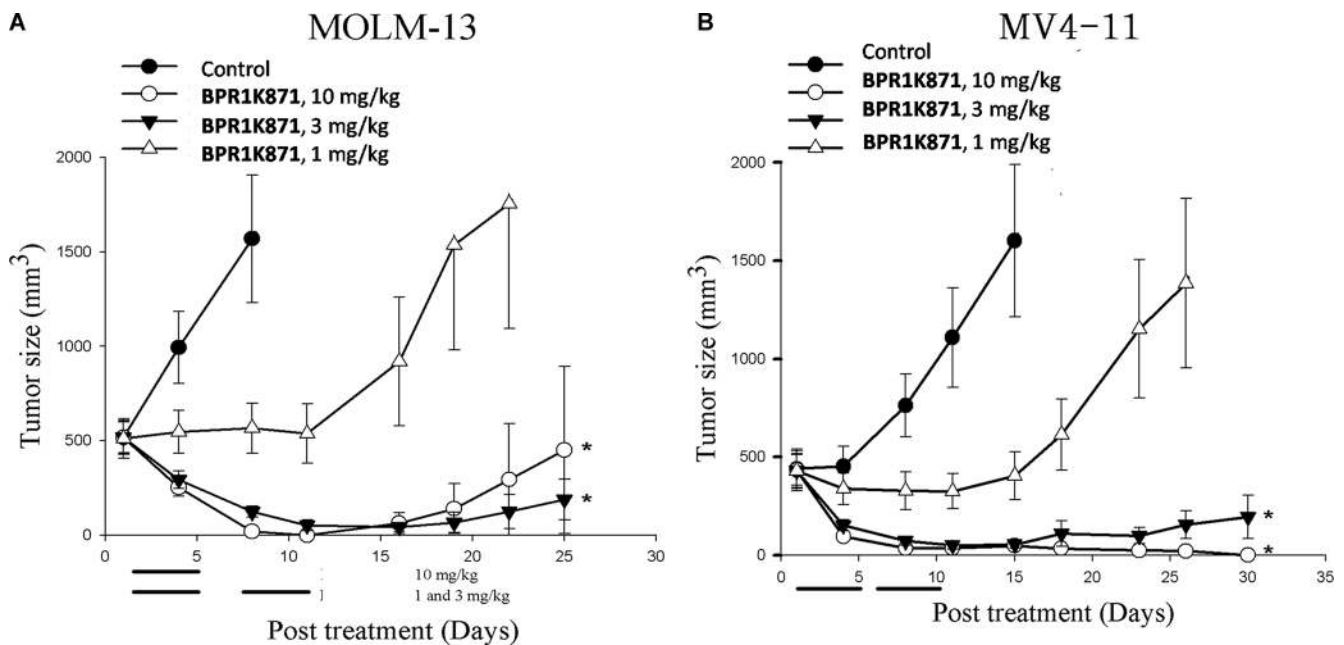 A
MOLM-13
Control
BPR1K871, 10 mg/kg
BPR1K871, 3 mg/kg
BPR1K871, 1 mg/kg
2000
1500
1000
500
0
Tumor size (mm³)
*
*
0 5 10 15 20 25 30
10 mg/kg
1 and 3 mg/kg
Post treatment (Days)
B
MV4-11
Control
BPR1K871, 10 mg/kg
BPR1K871, 3 mg/kg
BPR1K871, 1 mg/kg
2000
1500
1000
500
0
Tumor size (mm³)
*
*
0 5 10 15 20 25 30 35
Post treatment (Days)